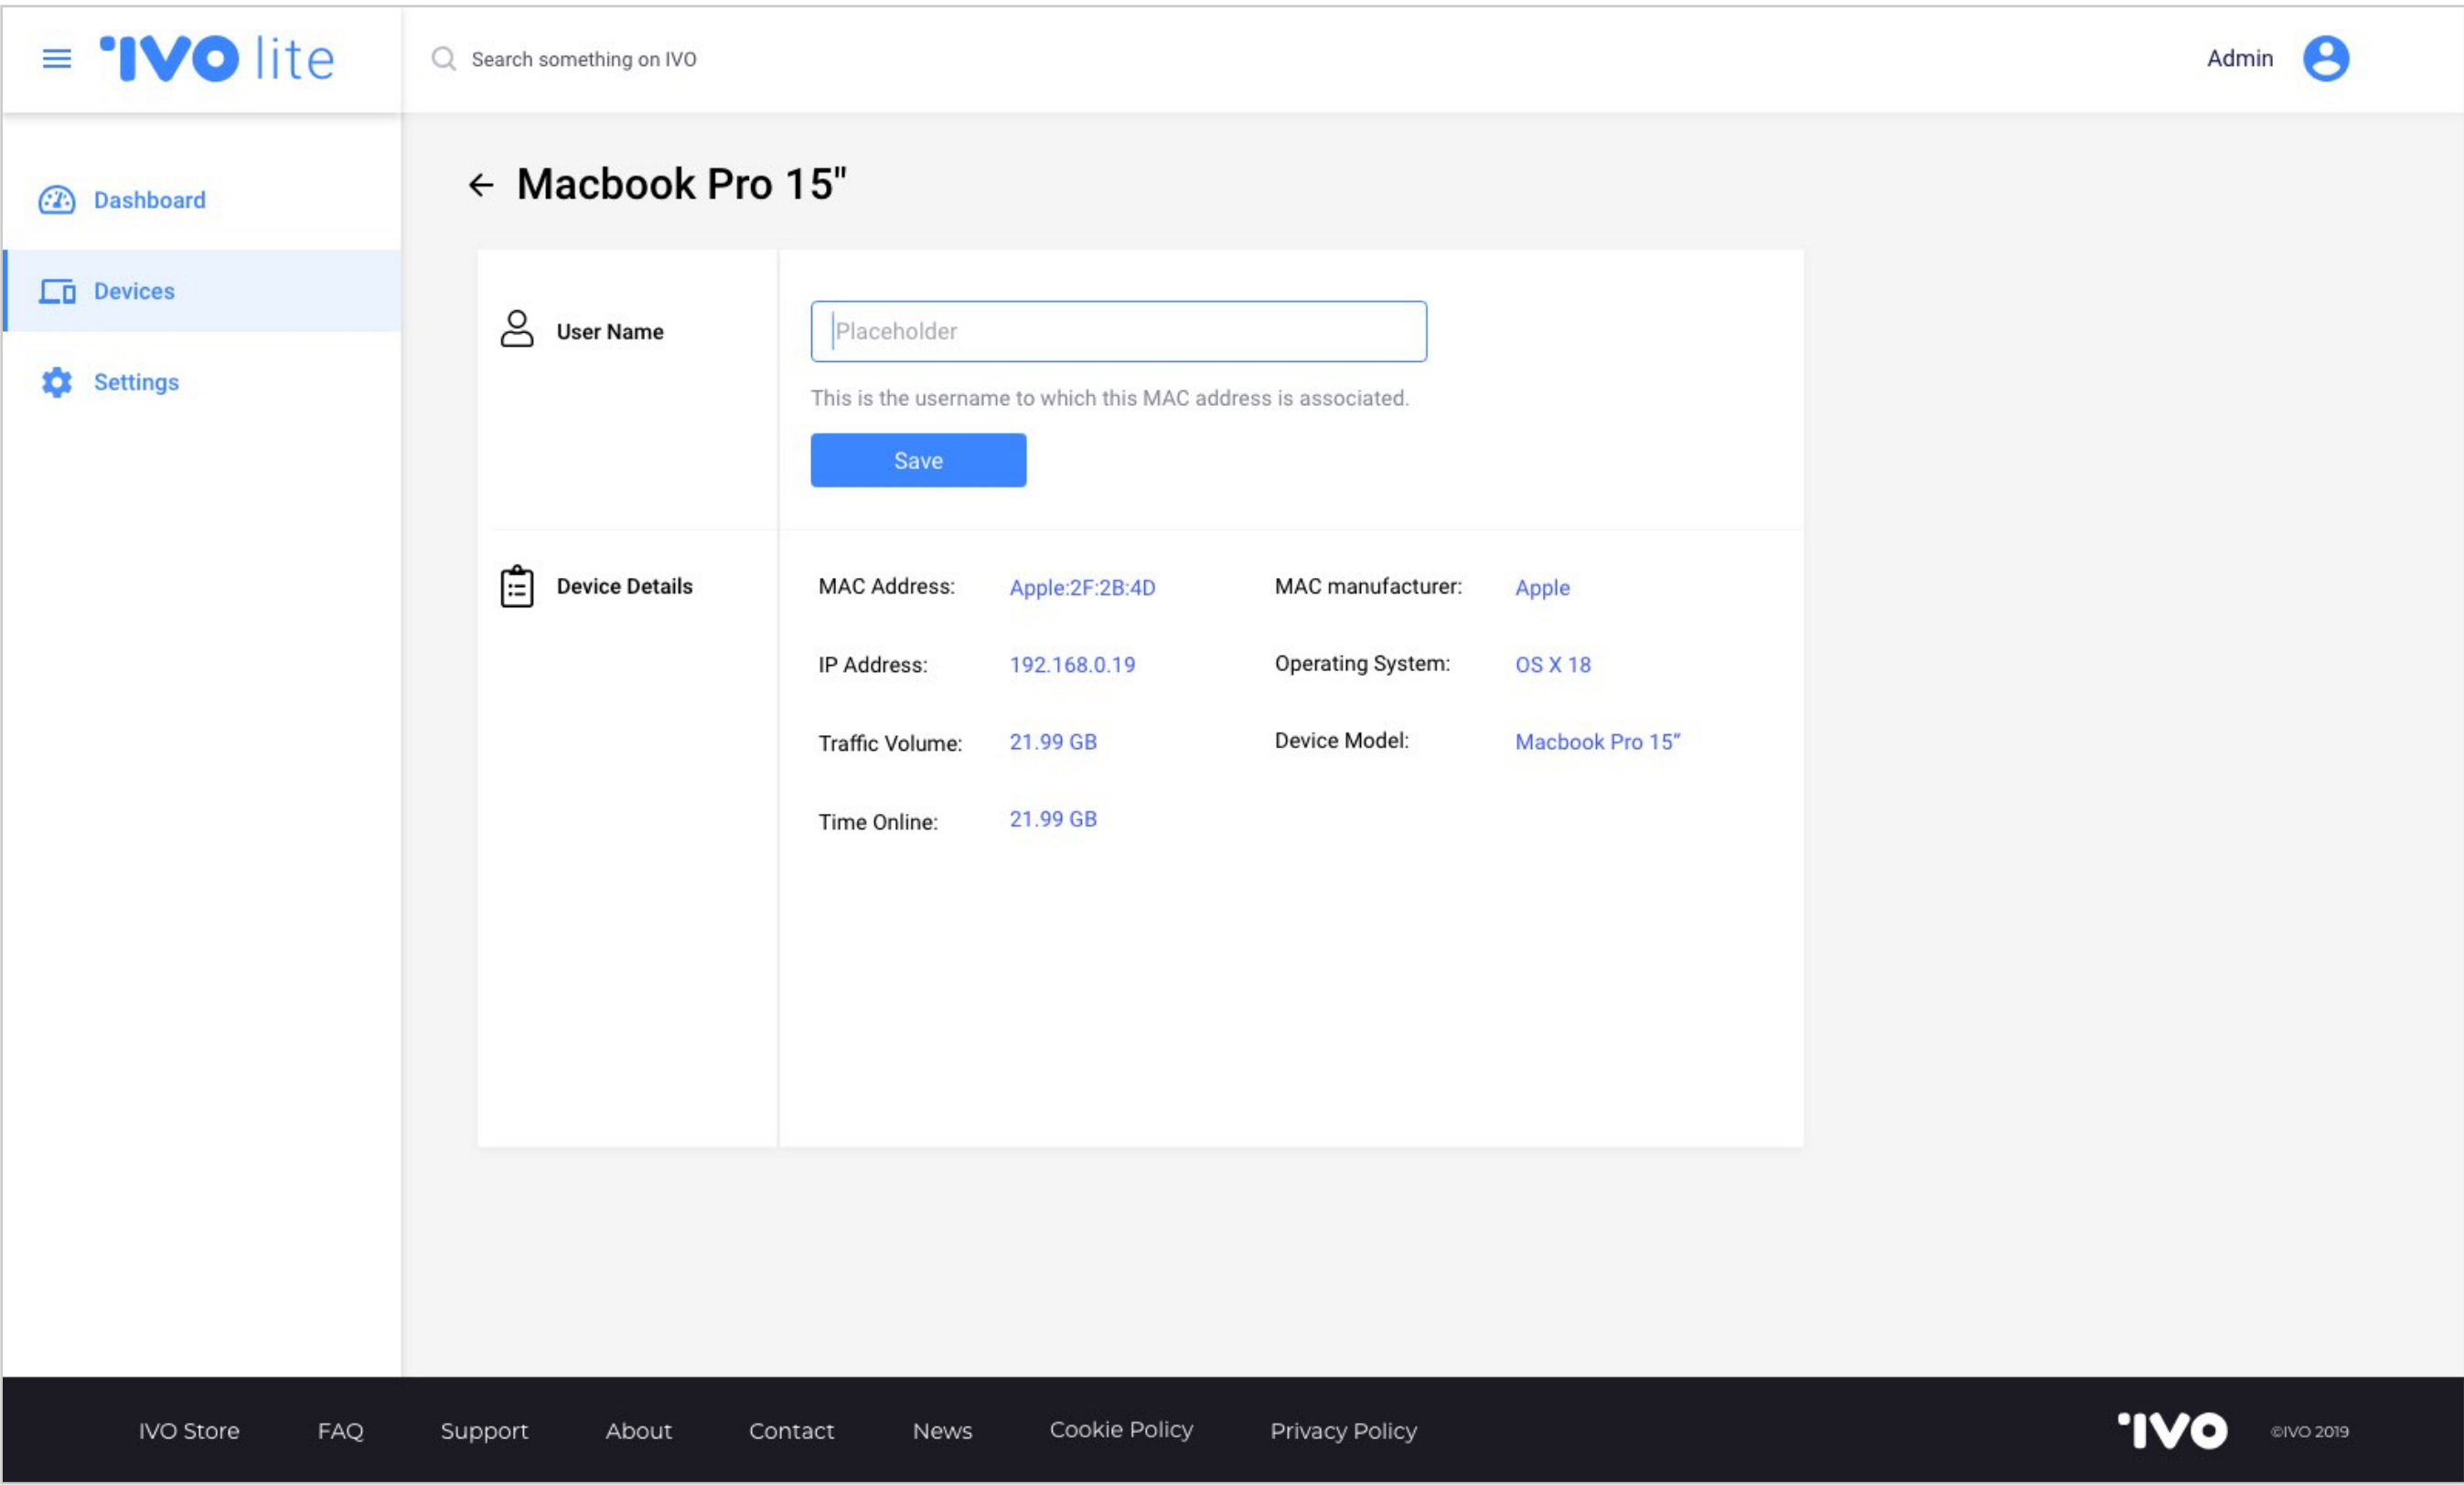 IVO lite
Search something on IVO
Admin
Dashboard
Devices
Settings
Macbook Pro 15"
User Name
Placeholder
This is the username to which this MAC address is associated.
Save
Device Details
MAC Address: Apple:2F:2B:4D MAC manufacturer: Apple
IP Address: 192.168.0.19 Operating System: OS X 18
Traffic Volume: 21.99 GB Device Model: Macbook Pro 15”
Time Online: 21.99 GB
IVO Store FAQ Support About Contact News Cookie Policy Privacy Policy IVO ©IVO 2019